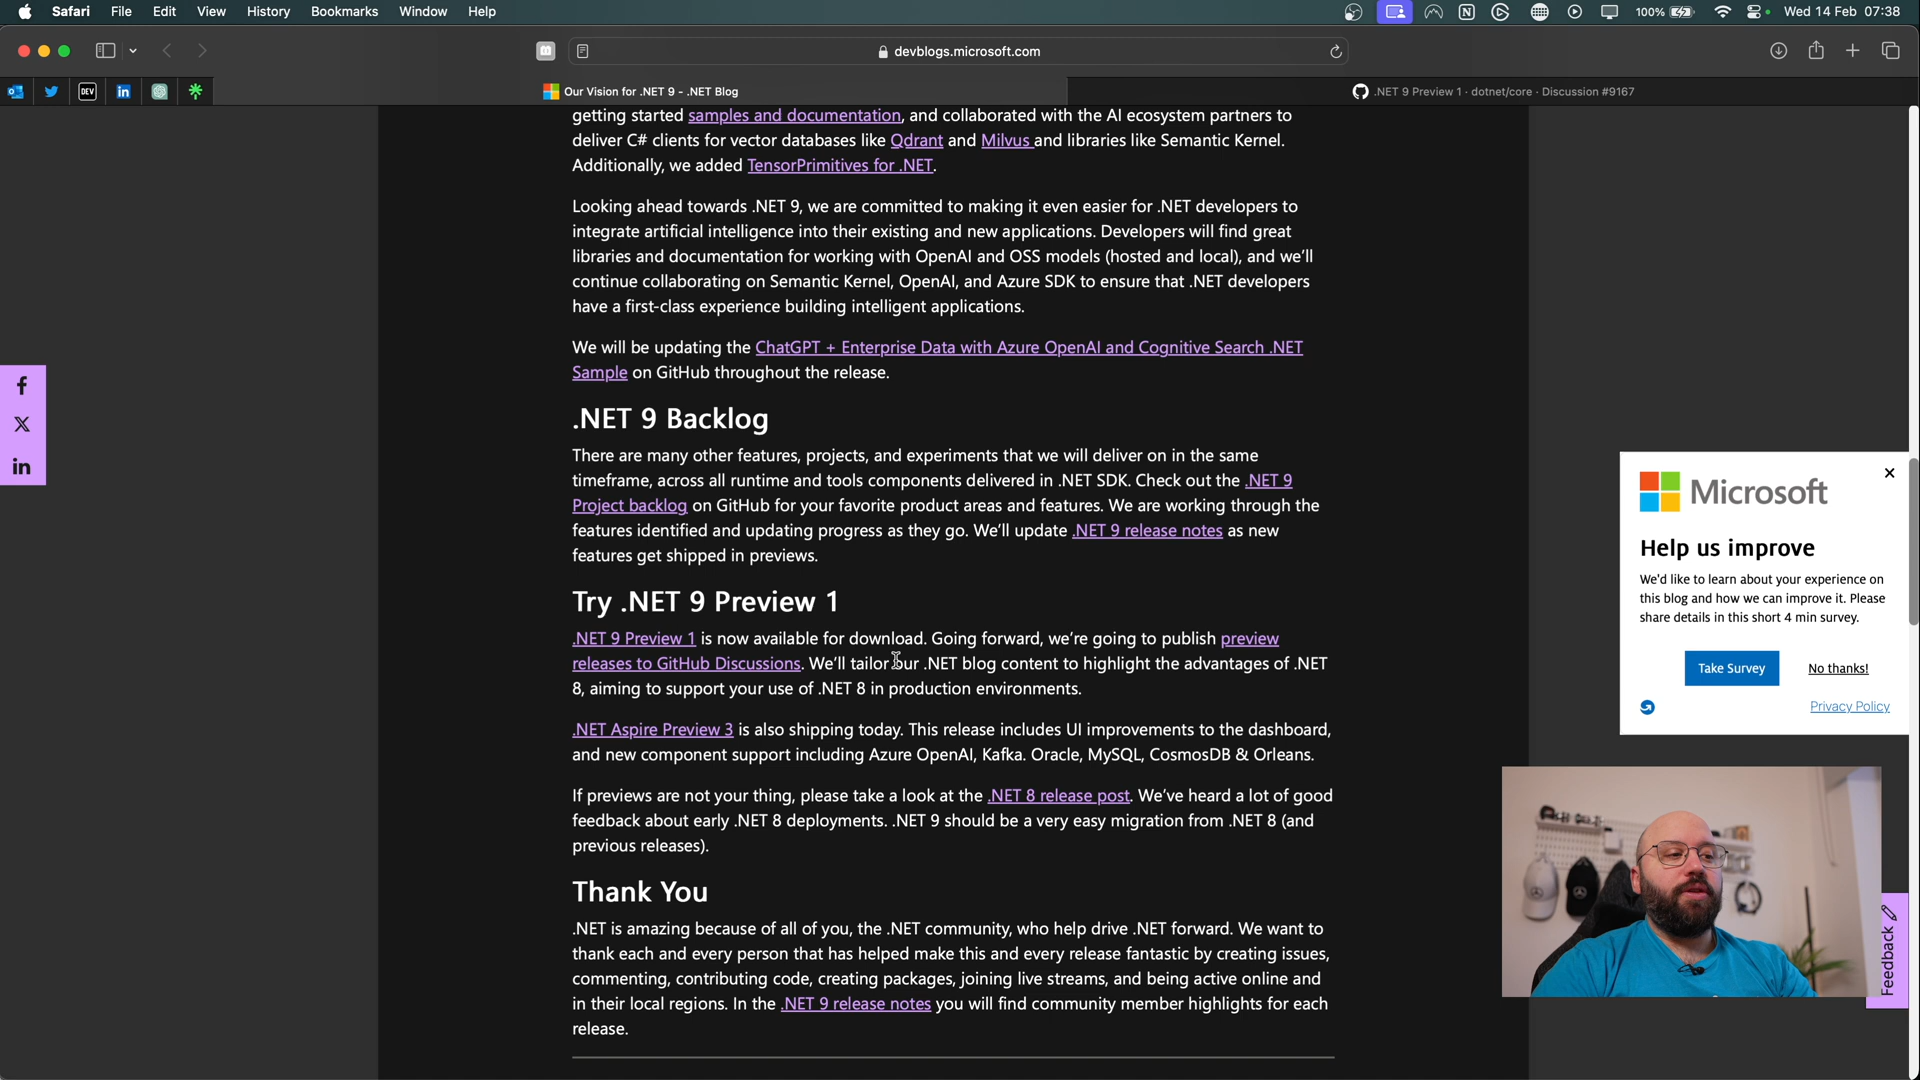 Safari File Edit View History Bookmarks Window Help 100% Wed 14 Feb 07:38
devblogs.microsoft.com
DEV Our Vision for .NET 9 - .NET Blog .NET 9 Preview 1 · dotnet/core · Discussion #9167
getting started samples and documentation, and collaborated with the AI ecosystem partners to
deliver C# clients for vector databases like Qdrant and Milvus and libraries like Semantic Kernel.
Additionally, we added TensorPrimitives for .NET.
Looking ahead towards .NET 9, we are committed to making it even easier for .NET developers to
integrate artificial intelligence into their existing and new applications. Developers will find great
libraries and documentation for working with OpenAI and OSS models (hosted and local), and we'll
continue collaborating on Semantic Kernel, OpenAI, and Azure SDK to ensure that .NET developers
have a first-class experience building intelligent applications.
We will be updating the ChatGPT + Enterprise Data with Azure OpenAI and Cognitive Search .NET
Sample on GitHub throughout the release.
.NET 9 Backlog
There are many other features, projects, and experiments that we will deliver on in the same
timeframe, across all runtime and tools components delivered in .NET SDK. Check out the .NET 9
Project backlog on GitHub for your favorite product areas and features. We are working through the
features identified and updating progress as they go. We'll update .NET 9 release notes as new
features get shipped in previews.
Try .NET 9 Preview 1
.NET 9 Preview 1 is now available for download. Going forward, we're going to publish preview
releases to GitHub Discussions. We'll tailor our .NET blog content to highlight the advantages of .NET
8, aiming to support your use of .NET 8 in production environments.
.NET Aspire Preview 3 is also shipping today. This release includes UI improvements to the dashboard,
and new component support including Azure OpenAI, Kafka. Oracle, MySQL, CosmosDB & Orleans.
If previews are not your thing, please take a look at the .NET 8 release post. We've heard a lot of good
feedback about early .NET 8 deployments. .NET 9 should be a very easy migration from .NET 8 (and
previous releases).
Thank You
.NET is amazing because of all of you, the .NET community, who help drive .NET forward. We want to
thank each and every person that has helped make this and every release fantastic by creating issues,
commenting, contributing code, creating packages, joining live streams, and being active online and
in their local regions. In the .NET 9 release notes you will find community member highlights for each
release.
Microsoft
Help us improve
We'd like to learn about your experience on
this blog and how we can improve it. Please
share details in this short 4 min survey.
Take Survey No thanks!
Privacy Policy
Feedback